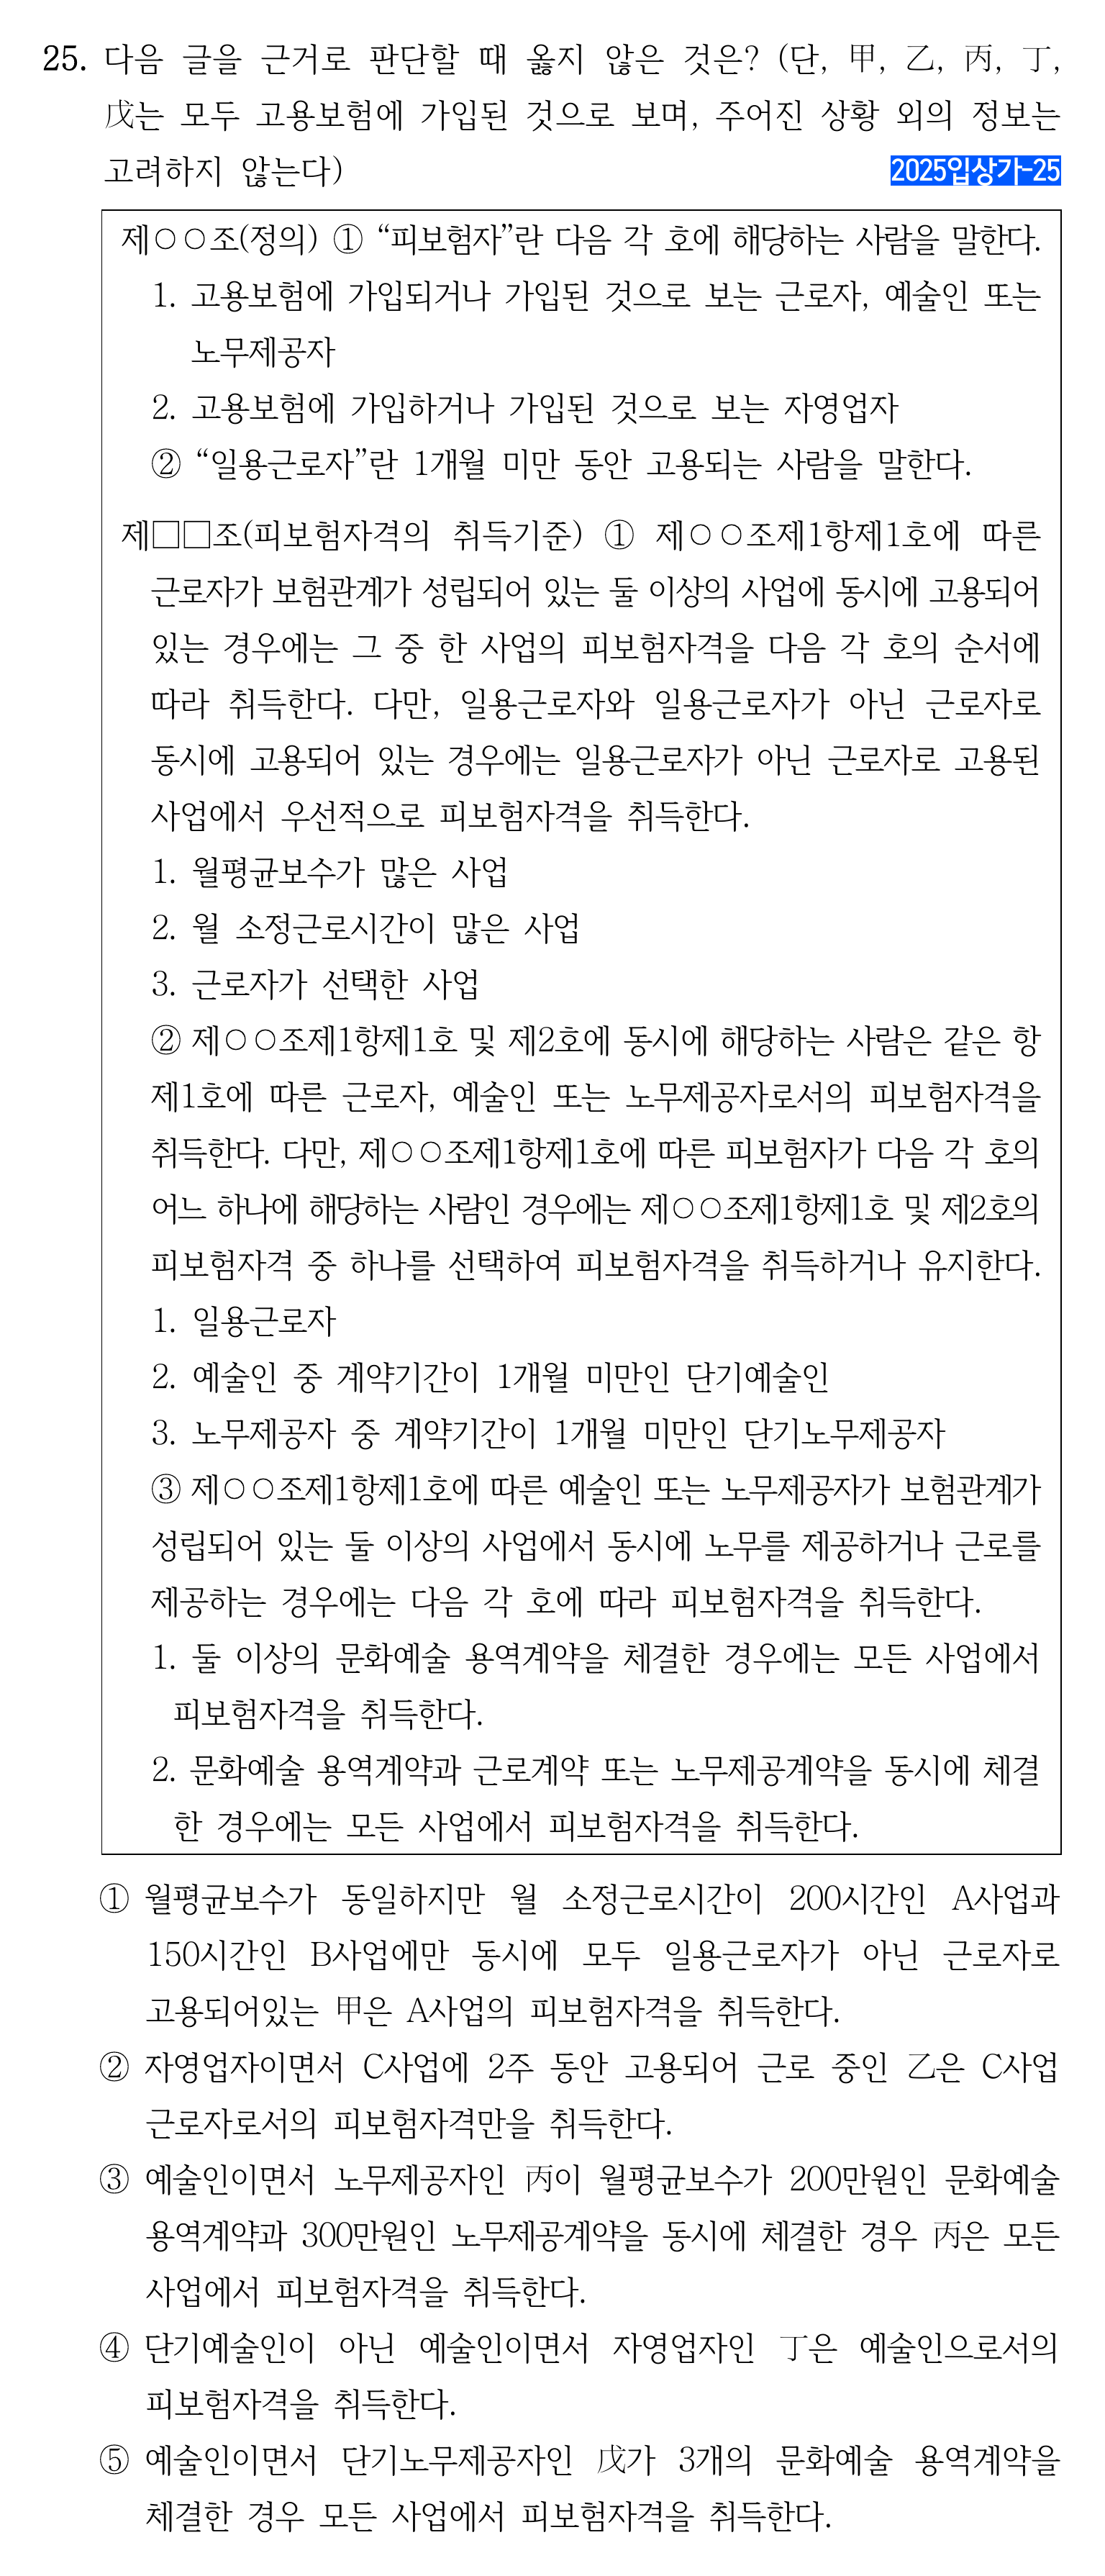 25. 다음 글을 근거로 판단할 때 옳지 않은 것은? (단, 甲, 乙, 丙, 丁,
戊는 모두 고용보험에 가입된 것으로 보며, 주어진 상황 외의 정보는
고려하지 않는다) 2025입상가-25
제○○조(정의) ① “피보험자”란 다음 각 호에 해당하는 사람을 말한다.
1. 고용보험에 가입되거나 가입된 것으로 보는 근로자, 예술인 또는
노무제공자
2. 고용보험에 가입하거나 가입된 것으로 보는 자영업자
② “일용근로자”란 1개월 미만 동안 고용되는 사람을 말한다.
제□□조(피보험자격의 취득기준) ① 제○○조제1항제1호에 따른
근로자가 보험관계가 성립되어 있는 둘 이상의 사업에 동시에 고용되어
있는 경우에는 그 중 한 사업의 피보험자격을 다음 각 호의 순서에
따라 취득한다. 다만, 일용근로자와 일용근로자가 아닌 근로자로
동시에 고용되어 있는 경우에는 일용근로자가 아닌 근로자로 고용된
사업에서 우선적으로 피보험자격을 취득한다.
1. 월평균보수가 많은 사업
2. 월 소정근로시간이 많은 사업
3. 근로자가 선택한 사업
② 제○○조제1항제1호 및 제2호에 동시에 해당하는 사람은 같은 항
제1호에 따른 근로자, 예술인 또는 노무제공자로서의 피보험자격을
취득한다. 다만, 제○○조제1항제1호에 따른 피보험자가 다음 각 호의
어느 하나에 해당하는 사람인 경우에는 제○○조제1항제1호 및 제2호의
피보험자격 중 하나를 선택하여 피보험자격을 취득하거나 유지한다.
1. 일용근로자
2. 예술인 중 계약기간이 1개월 미만인 단기예술인
3. 노무제공자 중 계약기간이 1개월 미만인 단기노무제공자
③ 제○○조제1항제1호에 따른 예술인 또는 노무제공자가 보험관계가
성립되어 있는 둘 이상의 사업에서 동시에 노무를 제공하거나 근로를
제공하는 경우에는 다음 각 호에 따라 피보험자격을 취득한다.
1. 둘 이상의 문화예술 용역계약을 체결한 경우에는 모든 사업에서
피보험자격을 취득한다.
2. 문화예술 용역계약과 근로계약 또는 노무제공계약을 동시에 체결
한 경우에는 모든 사업에서 피보험자격을 취득한다.
① 월평균보수가 동일하지만 월 소정근로시간이 200시간인 A사업과
150시간인 B사업에만 동시에 모두 일용근로자가 아닌 근로자로
고용되어있는 甲은 A사업의 피보험자격을 취득한다.
② 자영업자이면서 C사업에 2주 동안 고용되어 근로 중인 乙은 C사업
근로자로서의 피보험자격만을 취득한다.
③ 예술인이면서 노무제공자인 丙이 월평균보수가 200만원인 문화예술
용역계약과 300만원인 노무제공계약을 동시에 체결한 경우 丙은 모든
사업에서 피보험자격을 취득한다.
④ 단기예술인이 아닌 예술인이면서 자영업자인 丁은 예술인으로서의
피보험자격을 취득한다.
⑤ 예술인이면서 단기노무제공자인 戊가 3개의 문화예술 용역계약을
체결한 경우 모든 사업에서 피보험자격을 취득한다.